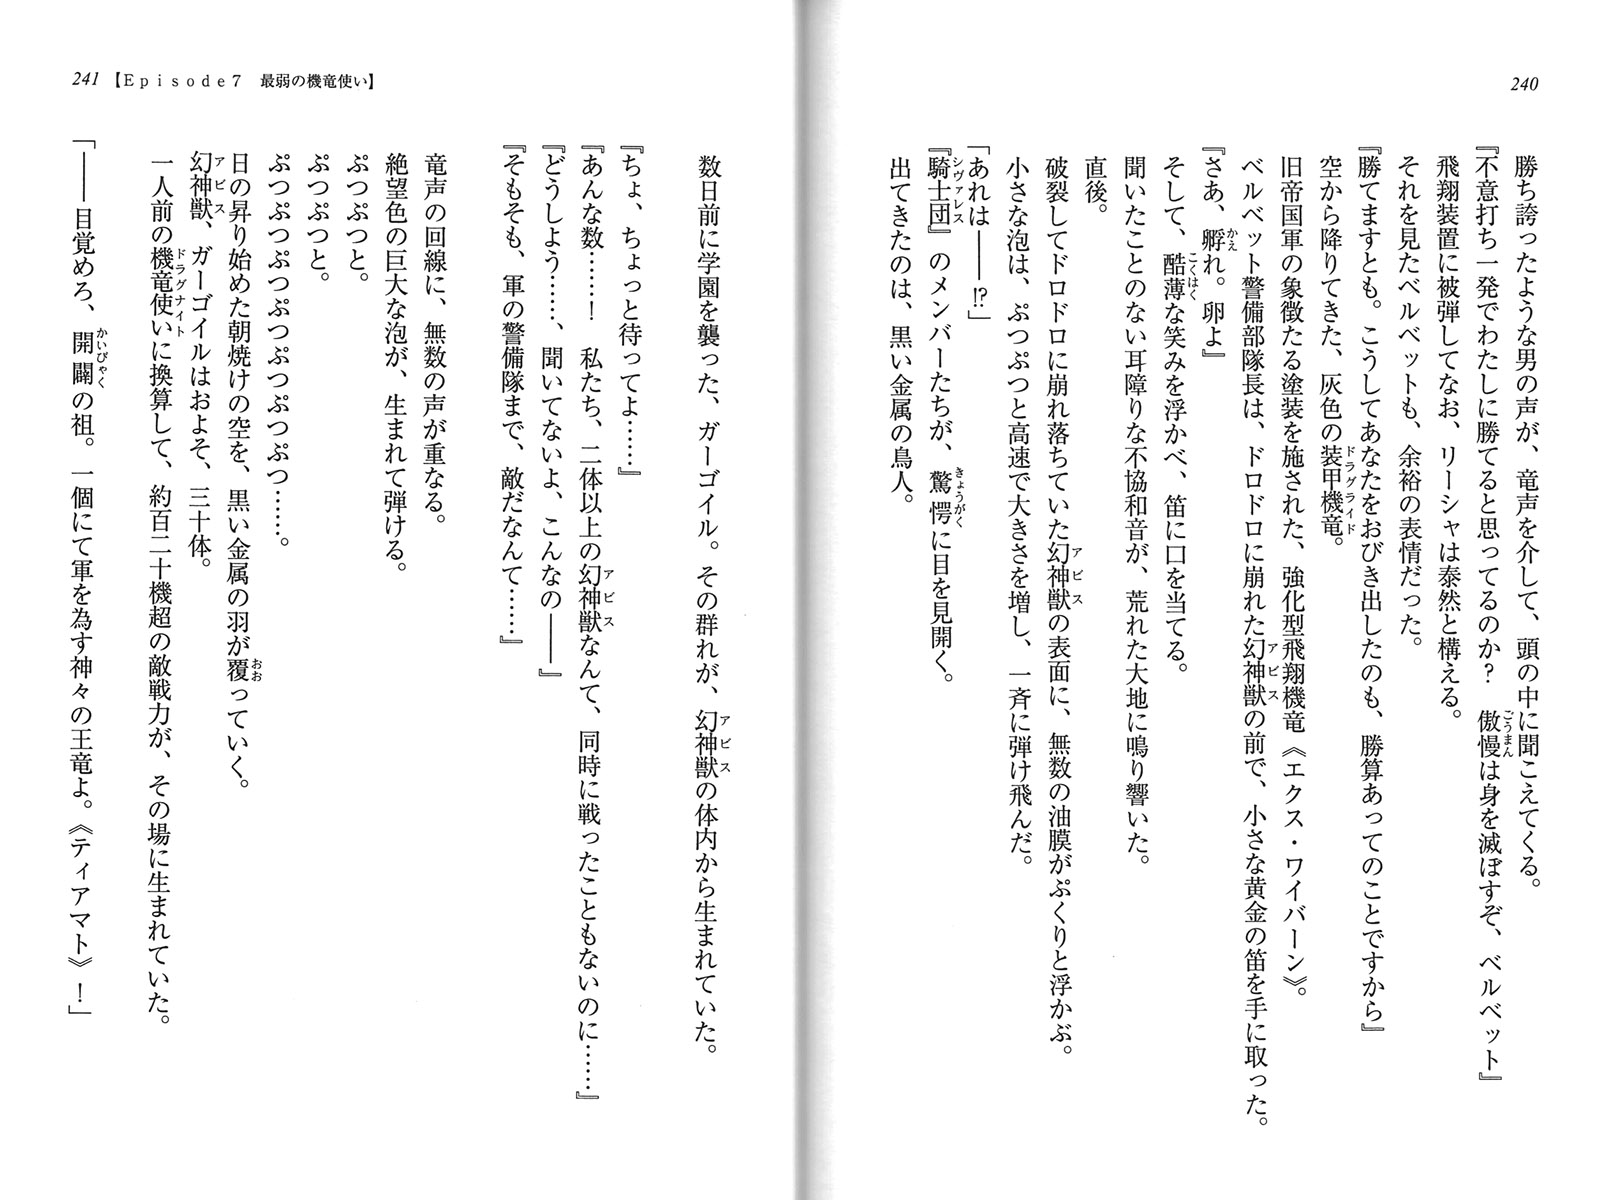 240
勝ち誇ったような男の声が、竜声を介して、頭の中に聞こえてくる。
『不意打ち一発でわたしに勝てると思ってるのか？　傲慢は身を滅ぼすぞ、ベルベット』
飛翔装置に被弾してなお、リーシャは泰然と構える。
それを見たベルベットも、余裕の表情だった。
『勝てますとも。こうしてあなたをおびき出したのも、勝算あってのことですから』
空から降りてきた、灰色の装甲機竜。
旧帝国軍の象徴たる塗装を施された、強化型飛翔機竜《エクス・ワイバーン》。
ベルベット警備部隊長は、ドロドロに崩れた幻神獣の前で、小さな黄金の笛を手に取った。
『さあ、孵れ。卵よ』
そして、酷薄な笑みを浮かべ、笛に口を当てる。
聞いたことのない耳障りな不協和音が、荒れた大地に鳴り響いた。
直後。
破裂してドロドロに崩れ落ちていた幻神獣の表面に、無数の油膜がぷくりと浮かぶ。
小さな泡は、ぷつぷつと高速で大きさを増し、一斉に弾け飛んだ。
「あれは――⁉」
『騎士団』のメンバーたちが、驚愕に目を見開く。
出てきたのは、黒い金属の鳥人。
241 【Episode7　最弱の機竜使い】
数日前に学園を襲った、ガーゴイル。その群れが、幻神獣の体内から生まれていた。
『ちょ、ちょっと待ってよ……』
『あんな数……！　私たち、二体以上の幻神獣なんて、同時に戦ったこともないのに……』
『どうしよう……、聞いてないよ、こんなの――』
『そもそも、軍の警備隊まで、敵だなんて……』
竜声の回線に、無数の声が重なる。
絶望色の巨大な泡が、生まれて弾ける。
ぷつぷつと。
ぷつぷつと。
ぷつぷつぷつぷつぷつぷつぷつ……。
日の昇り始めた朝焼けの空を、黒い金属の羽が覆っていく。
幻神獣、ガーゴイルはおよそ、三十体。
一人前の機竜使いに換算して、約百二十機超の敵戦力が、その場に生まれていた。
「――目覚めろ、開闢の祖。一個にて軍を為す神々の王竜よ。《ティアマト》！」